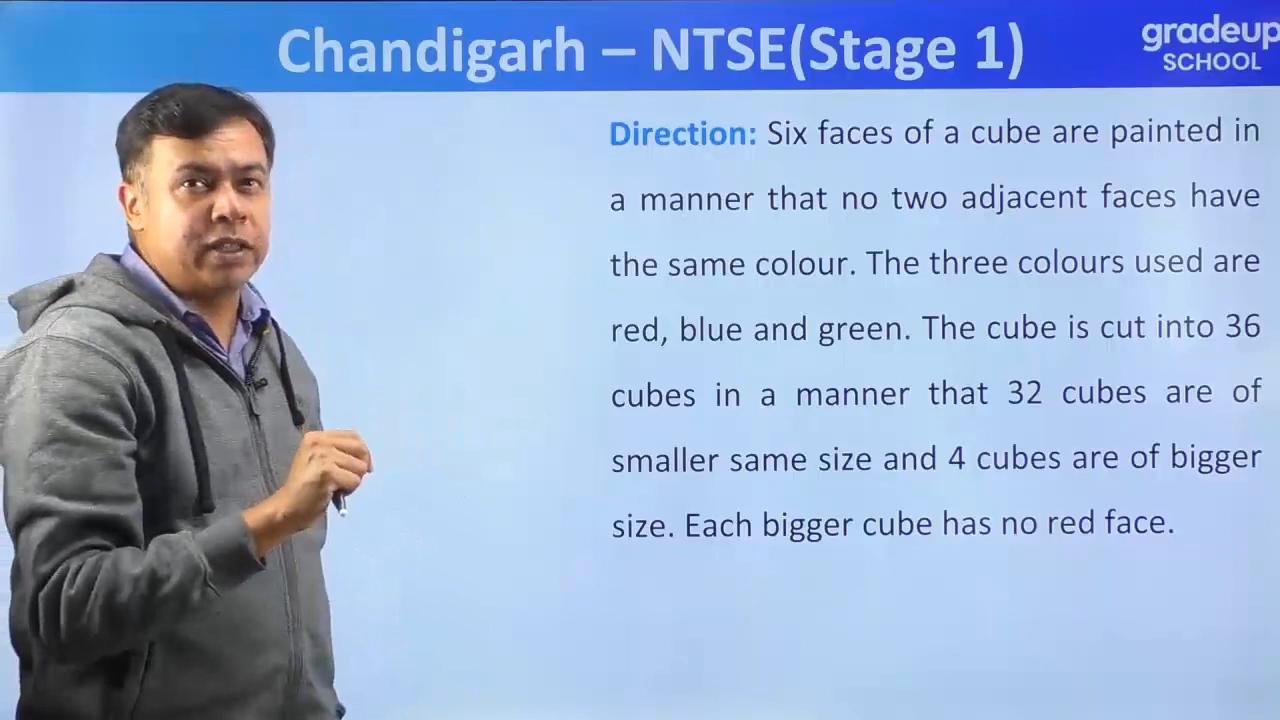 Chandigarh – NTSE(Stage 1)
gradeup
SCHOOL
Direction: Six faces of a cube are painted in
a manner that no two adjacent faces have
the same colour. The three colours used are
red, blue and green. The cube is cut into 36
cubes in a manner that 32 cubes are of
smaller same size and 4 cubes are of bigger
size. Each bigger cube has no red face.